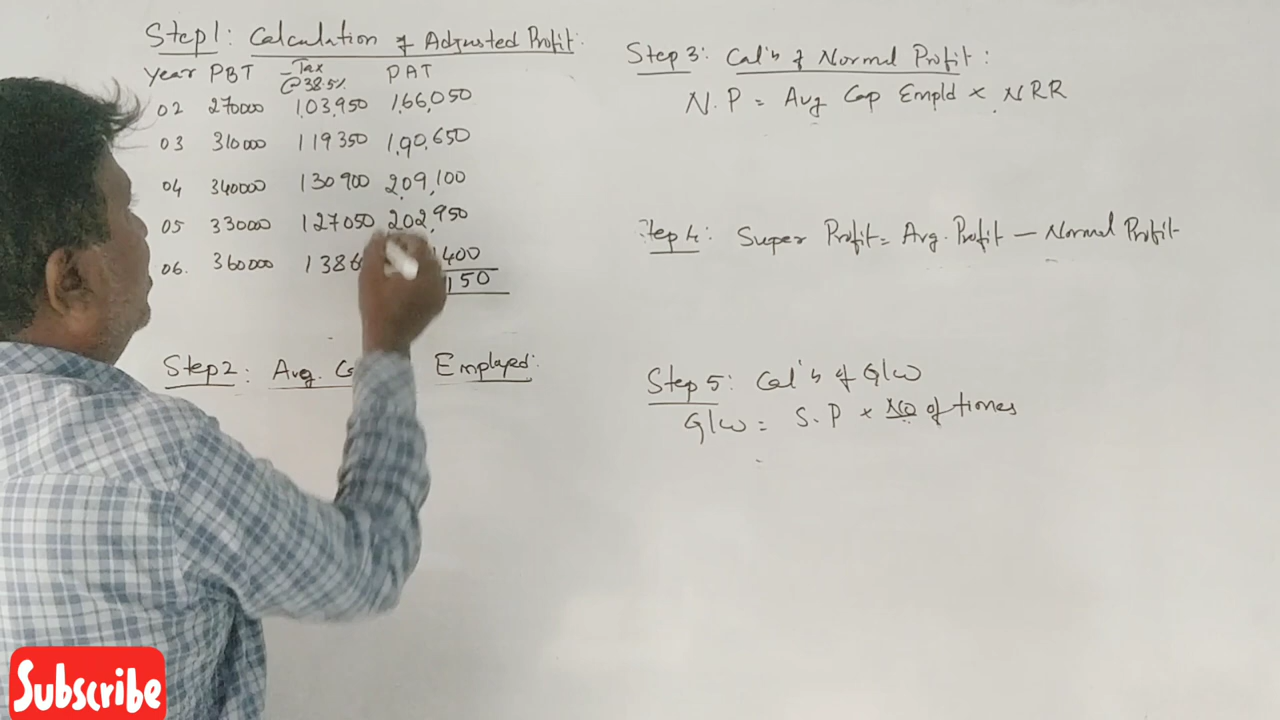 Step1: Calculation of Adjusted Profit:
Year PBT - Tax @38.5% PAT
02 270000 1,03,950 1,66,050
03 310000 119350 1,90,650
04 340000 130900 209,100
05 330000 127050 202,950
06. 360000 1386 400
150
Step2: Avg. Employed:
Step 3: Cal'n of Normal Profit:
N.P = Avg Cap Empld × NRR
tep 4: Super Profit = Avg. Profit - Normal Profit
Step 5: Cal'n of G/w
G/w = S.P × No of times
Subscribe